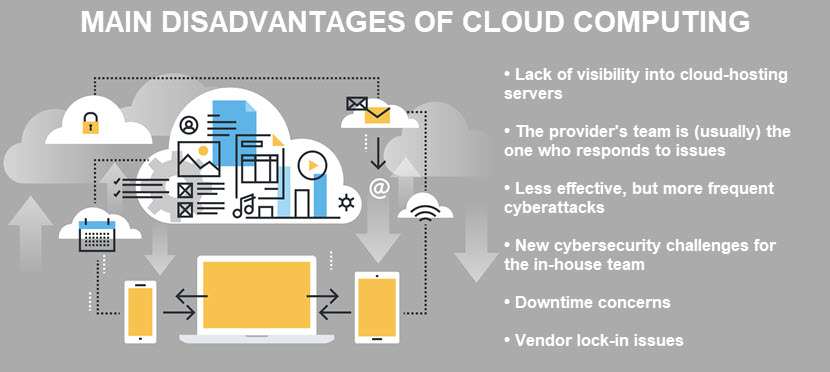 MAIN DISADVANTAGES OF CLOUD COMPUTING
• Lack of visibility into cloud-hosting
servers
• The provider's team is (usually) the
one who responds to issues
• Less effective, but more frequent
cyberattacks
• New cybersecurity challenges for
the in-house team
• Downtime concerns
• Vendor lock-in issues
@